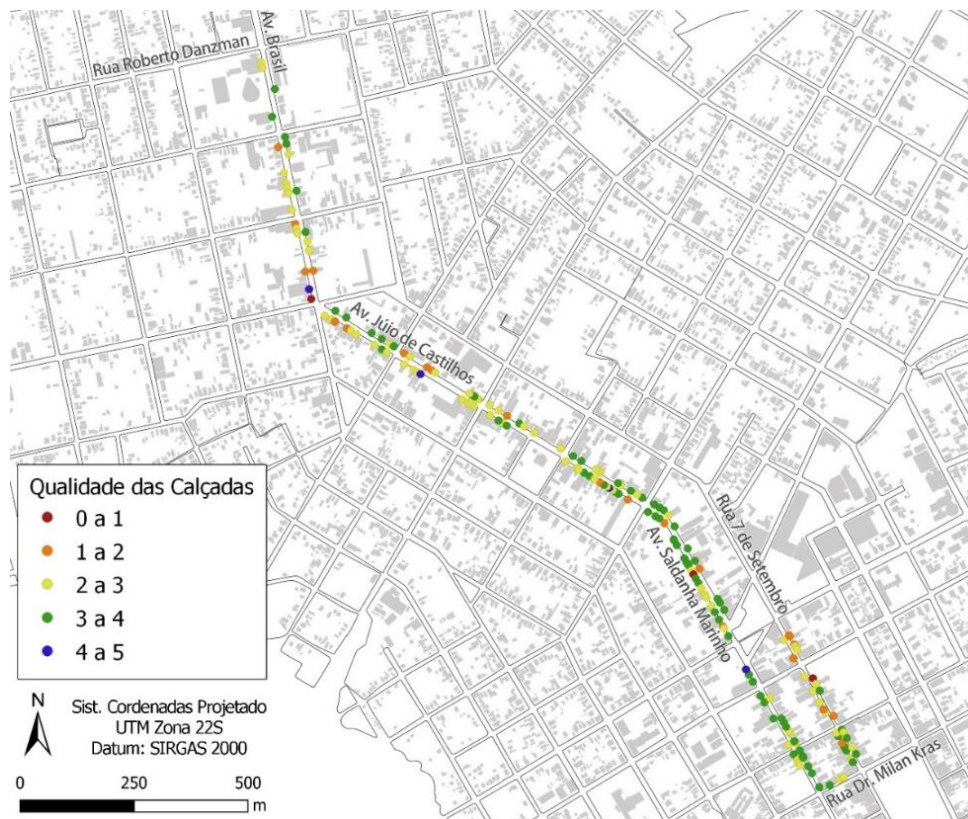 Av. Brasil
Rua Roberto Danzman
Av. Júio de Castilhos
Rua 7 de Setembro
Av. Saldanha Marinho
Rua Dr. Milan Kras
Qualidade das Calçadas
0 a 1
1 a 2
2 a 3
3 a 4
4 a 5
N
Sist. Cordenadas Projetado
UTM Zona 22S
Datum: SIRGAS 2000
0 250 500
m